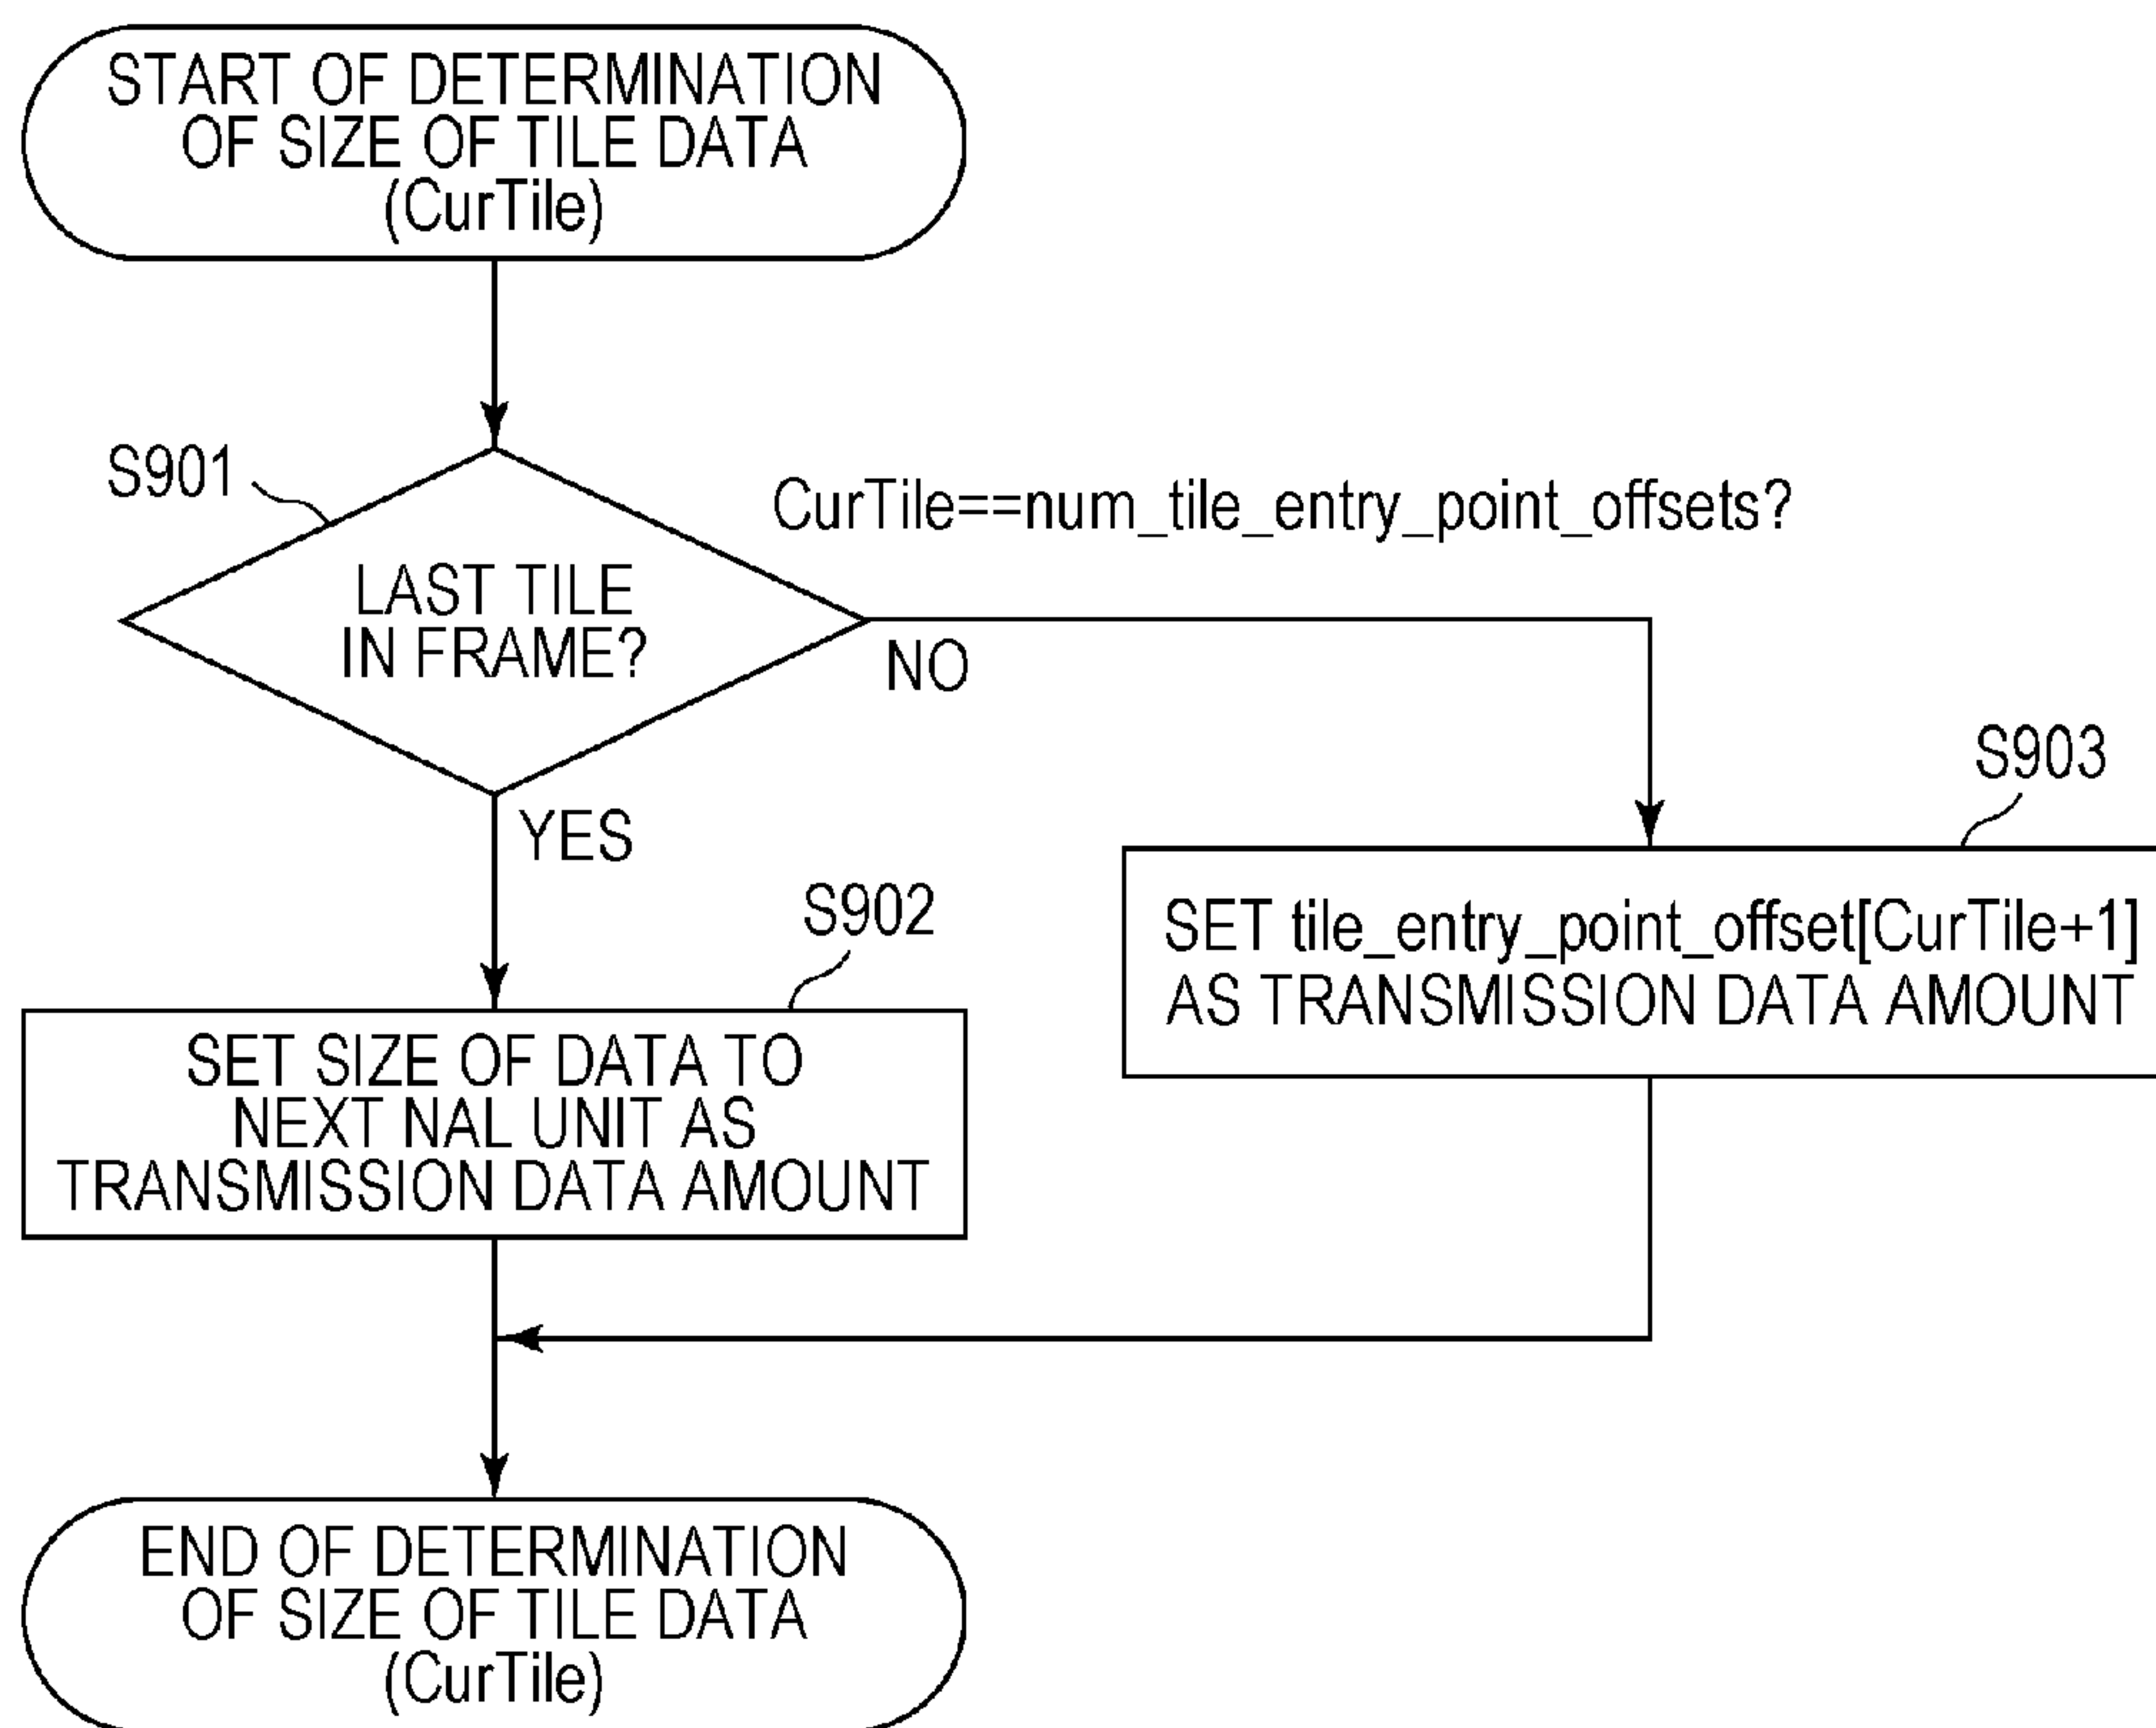 START OF DETERMINATION
OF SIZE OF TILE DATA
(CurTile)
S901
CurTile==num_tile_entry_point_offsets?
LAST TILE
IN FRAME?
NO
YES
S903
SET tile_entry_point_offset[CurTile+1]
AS TRANSMISSION DATA AMOUNT
S902
SET SIZE OF DATA TO
NEXT NAL UNIT AS
TRANSMISSION DATA AMOUNT
END OF DETERMINATION
OF SIZE OF TILE DATA
(CurTile)